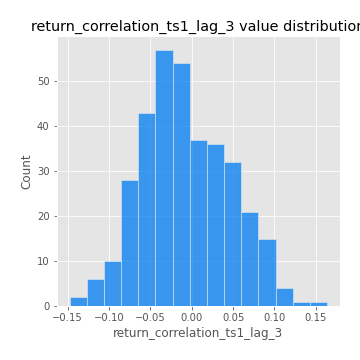 return_correlation_ts1_lag_3 value distribution
50
40
30
20
10
0
Count
−0.15 −0.10 −0.05 0.00 0.05 0.10 0.15
return_correlation_ts1_lag_3